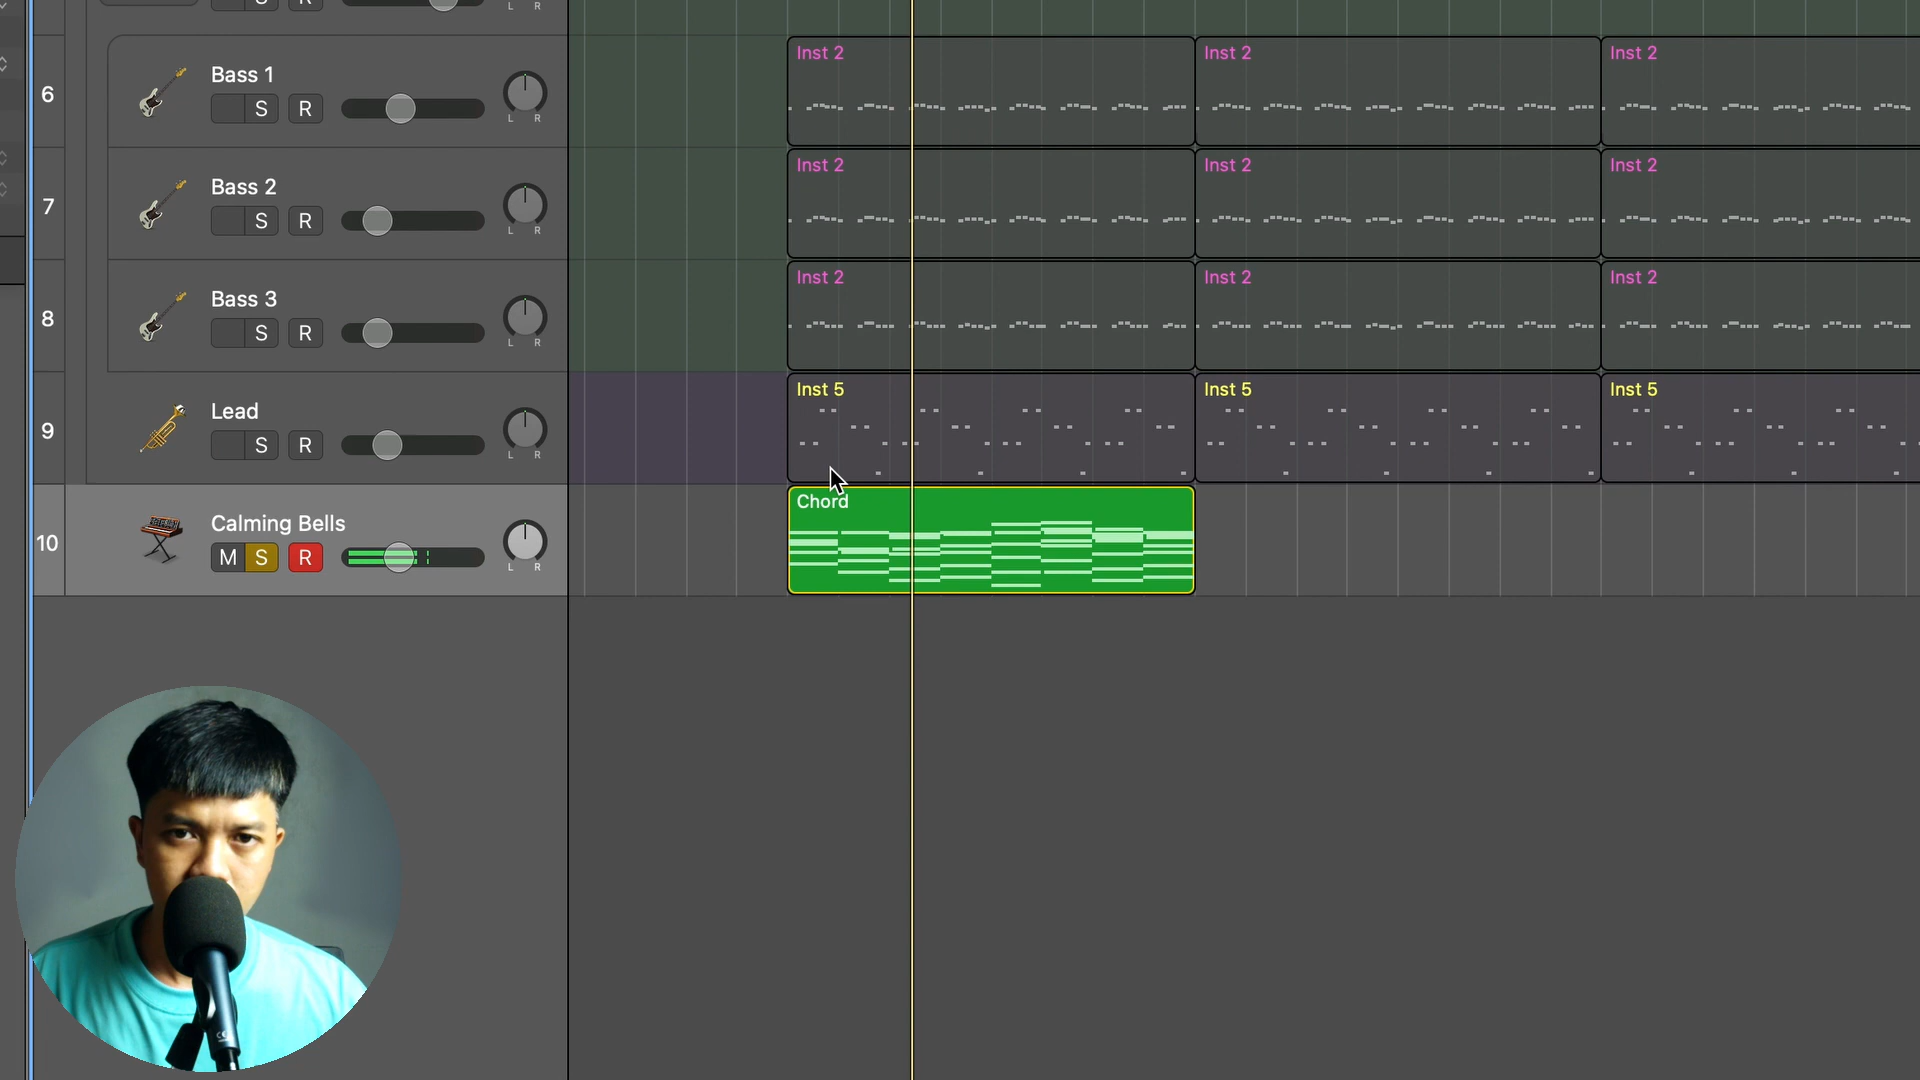 S R
L R
6
Bass 1
S R
L R
Inst 2
Inst 2
Inst 2
7
Bass 2
S R
L R
Inst 2
Inst 2
Inst 2
8
Bass 3
S R
L R
Inst 2
Inst 2
Inst 2
9
Lead
S R
L R
Inst 5
Inst 5
Inst 5
10
Calming Bells
M S R
L R
Chord